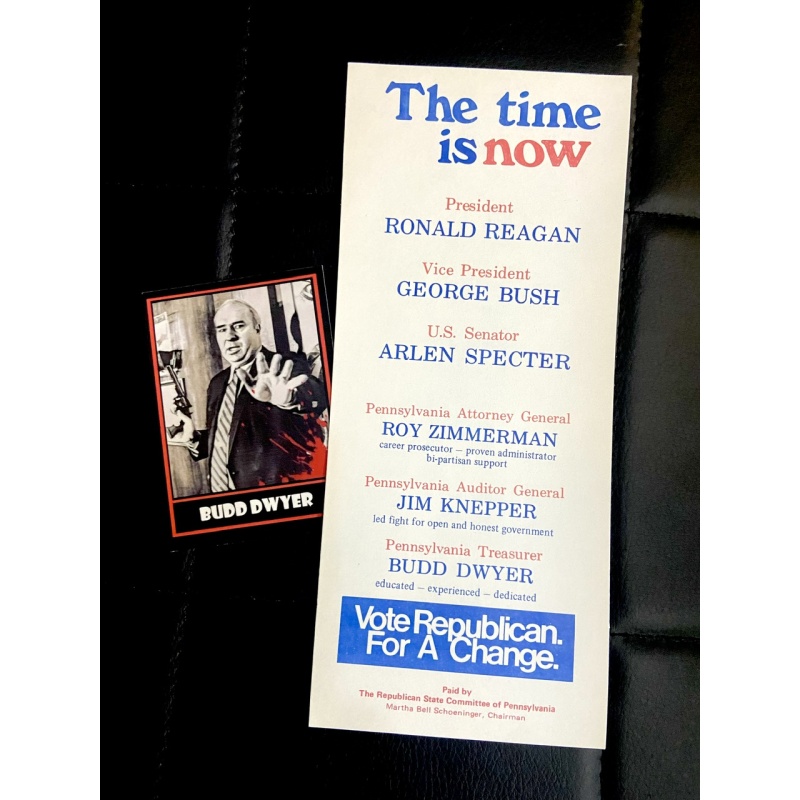 The time
is now
President
RONALD REAGAN
Vice President
GEORGE BUSH
U.S. Senator
ARLEN SPECTER
Pennsylvania Attorney General
ROY ZIMMERMAN
career prosecutor – proven administrator
bi-partisan support
Pennsylvania Auditor General
JIM KNEPPER
led fight for open and honest government
Pennsylvania Treasurer
BUDD DWYER
educated – experienced – dedicated
Vote Republican.
For A Change.
Paid by
The Republican State Committee of Pennsylvania
Martha Bell Schoeninger, Chairman
BUDD DWYER